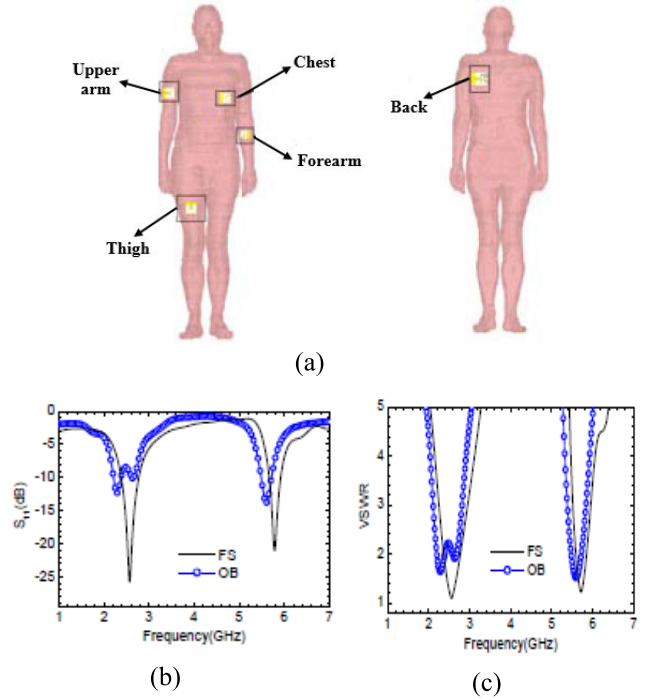 Upper
arm
Chest
Forearm
Thigh
Back
(a)
0
-5
-10
-15
-20
-25
S11(dB)
FS
OB
1 2 3 4 5 6 7
Frequency(GHz)
(b)
5
4
3
2
1
VSWR
FS
OB
1 2 3 4 5 6 7
Frequency(GHz)
(c)